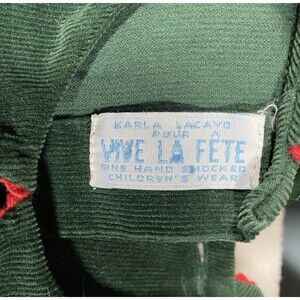 KARLA LACAYO
POUR A
VIVE LA FETE
FINE HAND SMOCKED
CHILDREN'S WEAR